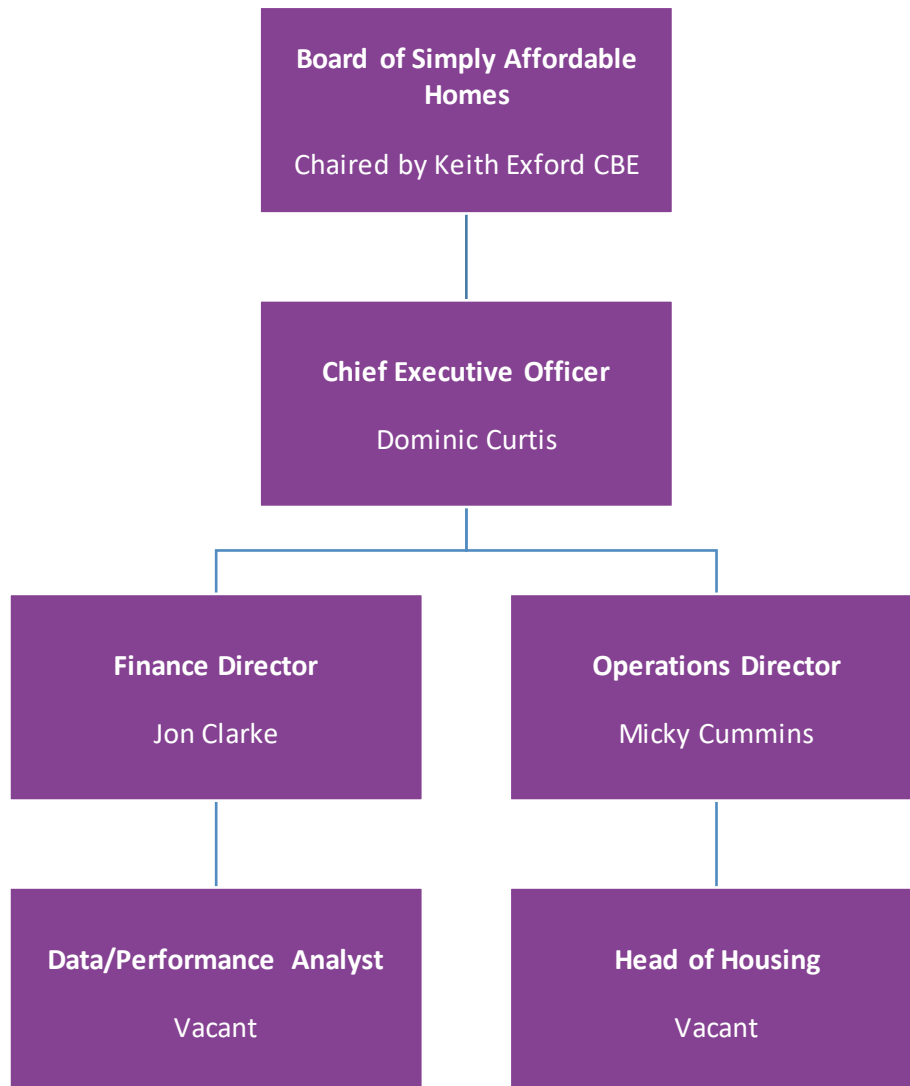 Board of Simply Affordable
Homes
Chaired by Keith Exford CBE
Chief Executive Officer
Dominic Curtis
Finance Director
Jon Clarke
Operations Director
Micky Cummins
Data/Performance Analyst
Vacant
Head of Housing
Vacant